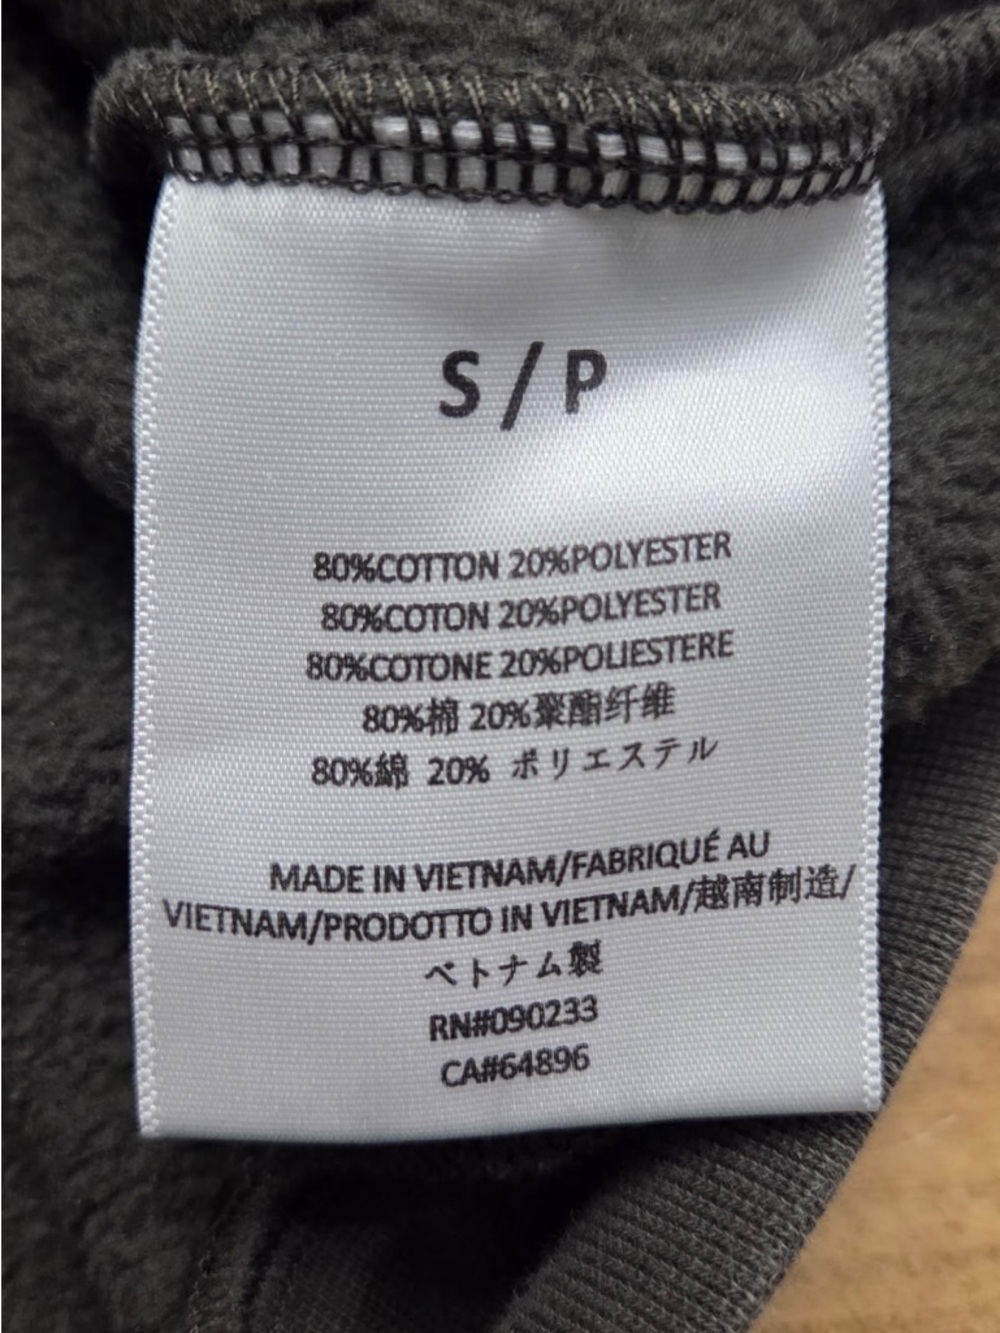 S / P
80%COTTON 20%POLYESTER
80%COTON 20%POLYESTER
80%COTONE 20%POLIESTERE
80%棉 20%聚酯纤维
80%綿 20% ポリエステル
MADE IN VIETNAM/FABRIQUÉ AU
VIETNAM/PRODOTTO IN VIETNAM/越南制造/
ベトナム製
RN#090233
CA#64896